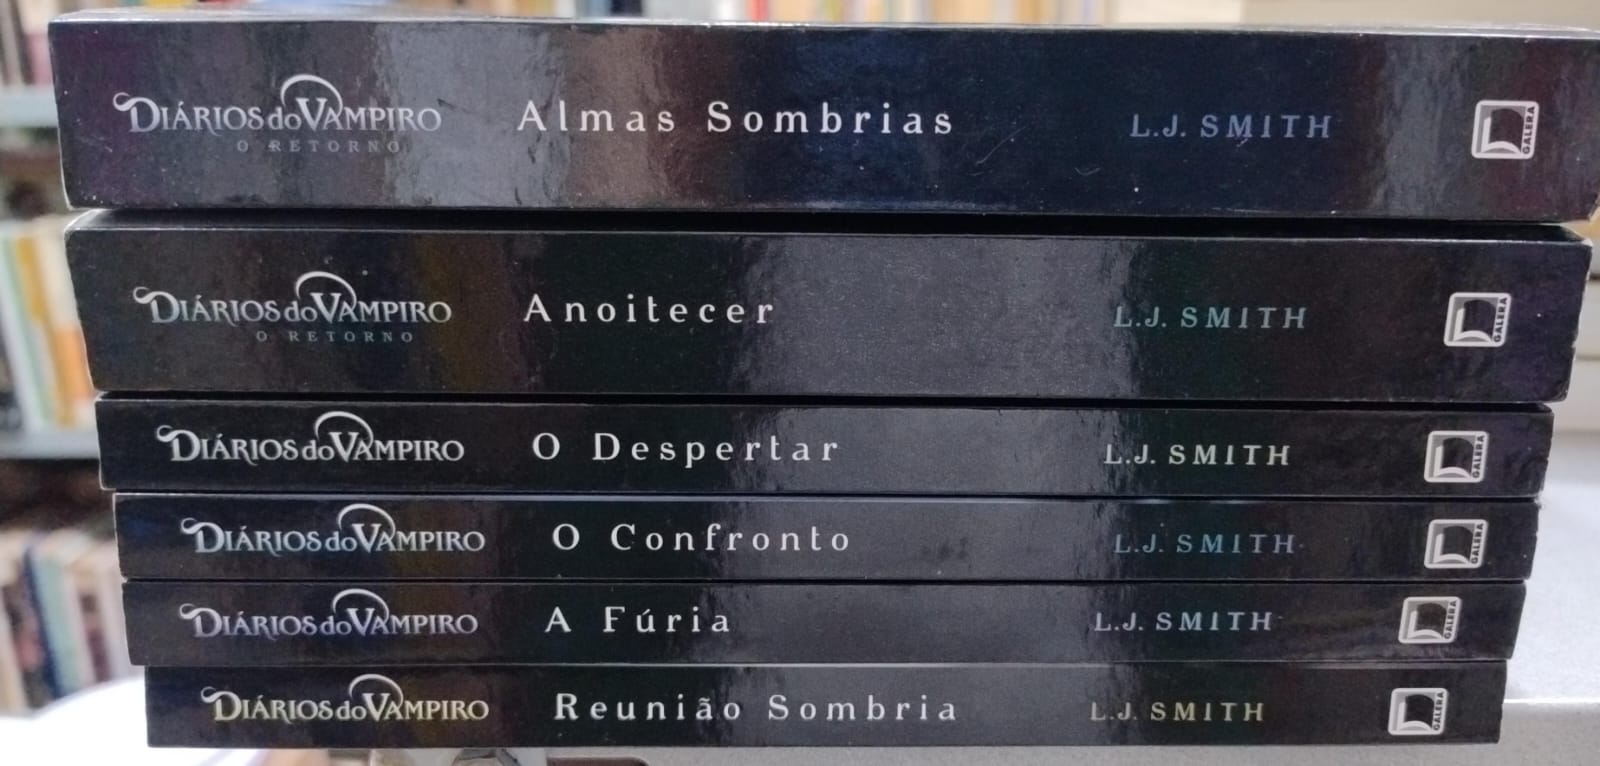 DIÁRIOS do VAMPIRO Almas Sombrias L.J. SMITH GALERA
O RETORNO
DIÁRIOS do VAMPIRO Anoitecer L.J. SMITH GALERA
O RETORNO
DIÁRIOS do VAMPIRO O Despertar L.J. SMITH GALERA
DIÁRIOS do VAMPIRO O Confronto L.J. SMITH GALERA
DIÁRIOS do VAMPIRO A Fúria L.J. SMITH GALERA
DIÁRIOS do VAMPIRO Reunião Sombria L.J. SMITH GALERA